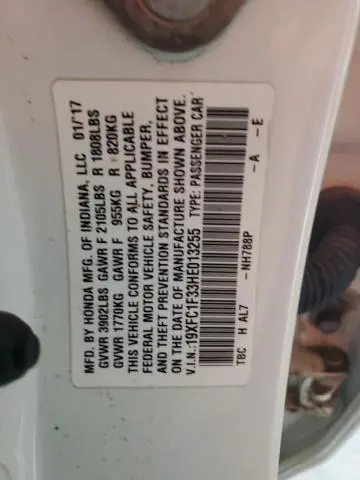 MFD. BY HONDA MFG. OF INDIANA, LLC 01/'17
GVWR 3902LBS GAWR F 2105LBS R 1808LBS
GVWR 1770KG GAWR F 955KG R 820KG
THIS VEHICLE CONFORMS TO ALL APPLICABLE
FEDERAL MOTOR VEHICLE SAFETY, BUMPER,
AND THEFT PREVENTION STANDARDS IN EFFECT
ON THE DATE OF MANUFACTURE SHOWN ABOVE.
V.I.N.:19XFC1F33HE013255 TYPE: PASSENGER CAR
TBC H AL7 -NH788P -A -E